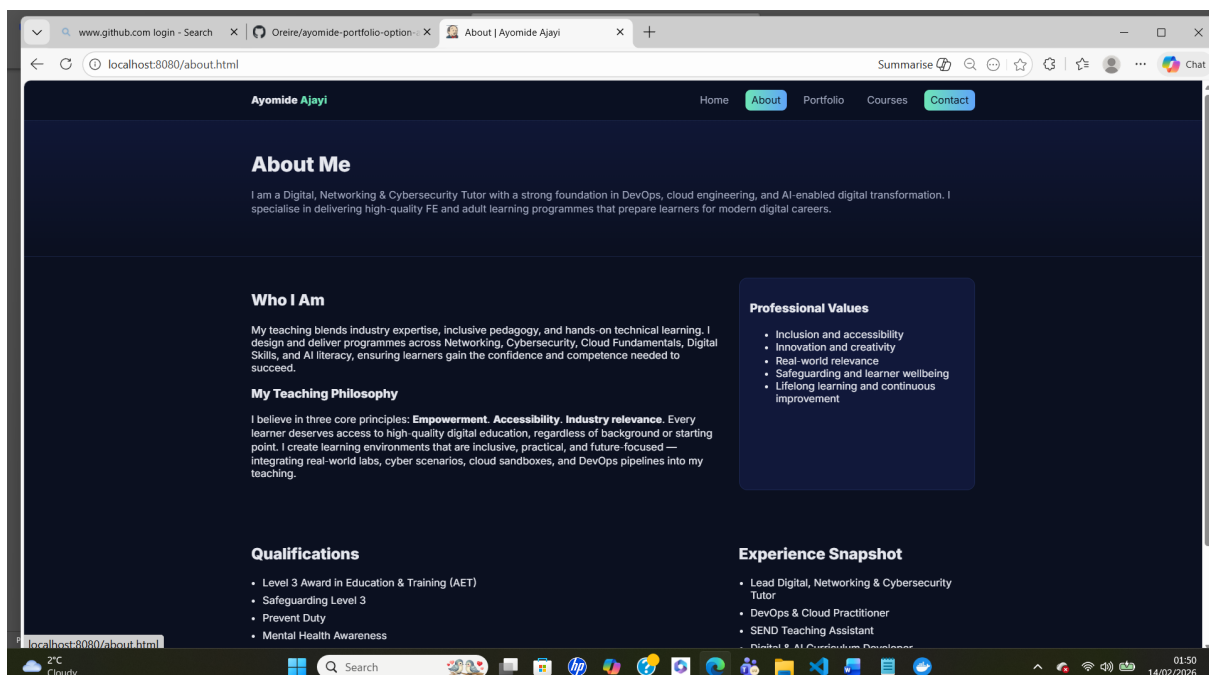 www.github.com login - Search
Oreire/ayomide-portfolio-option-
About | Ayomide Ajayi
localhost:8080/about.html
Summarise
Chat
Ayomide Ajayi
Home
About
Portfolio
Courses
Contact
About Me
I am a Digital, Networking & Cybersecurity Tutor with a strong foundation in DevOps, cloud engineering, and AI-enabled digital transformation. I
specialise in delivering high-quality FE and adult learning programmes that prepare learners for modern digital careers.
Who I Am
My teaching blends industry expertise, inclusive pedagogy, and hands-on technical learning. I
design and deliver programmes across Networking, Cybersecurity, Cloud Fundamentals, Digital
Skills, and AI literacy, ensuring learners gain the confidence and competence needed to
succeed.
My Teaching Philosophy
I believe in three core principles: Empowerment. Accessibility. Industry relevance. Every
learner deserves access to high-quality digital education, regardless of background or starting
point. I create learning environments that are inclusive, practical, and future-focused —
integrating real-world labs, cyber scenarios, cloud sandboxes, and DevOps pipelines into my
teaching.
Professional Values
• Inclusion and accessibility
• Innovation and creativity
• Real-world relevance
• Safeguarding and learner wellbeing
• Lifelong learning and continuous
improvement
Qualifications
• Level 3 Award in Education & Training (AET)
• Safeguarding Level 3
• Prevent Duty
• Mental Health Awareness
Experience Snapshot
• Lead Digital, Networking & Cybersecurity
Tutor
• DevOps & Cloud Practitioner
• SEND Teaching Assistant
• Digital & AI Curriculum Developer
localhost:8080/about.html
2°C
Cloudy
Search
01:50
14/02/2026